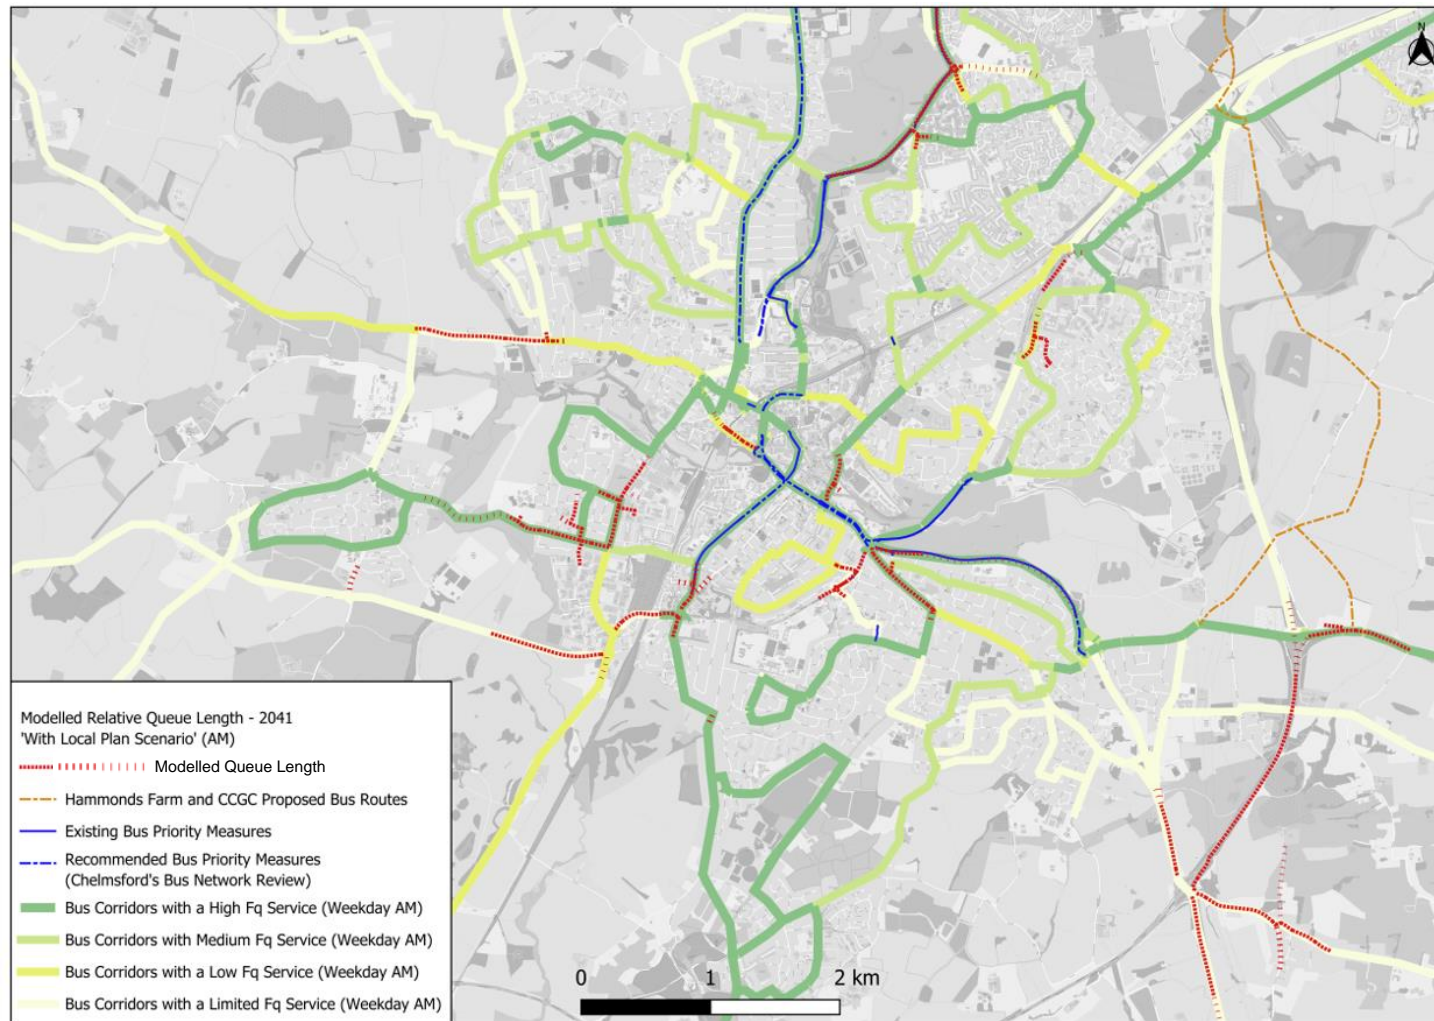 N
Modelled Relative Queue Length - 2041
'With Local Plan Scenario' (AM)
Modelled Queue Length
Hammonds Farm and CCGC Proposed Bus Routes
Existing Bus Priority Measures
Recommended Bus Priority Measures
(Chelmsford's Bus Network Review)
Bus Corridors with a High Fq Service (Weekday AM)
Bus Corridors with Medium Fq Service (Weekday AM)
Bus Corridors with a Low Fq Service (Weekday AM)
Bus Corridors with a Limited Fq Service (Weekday AM)
0 1 2 km